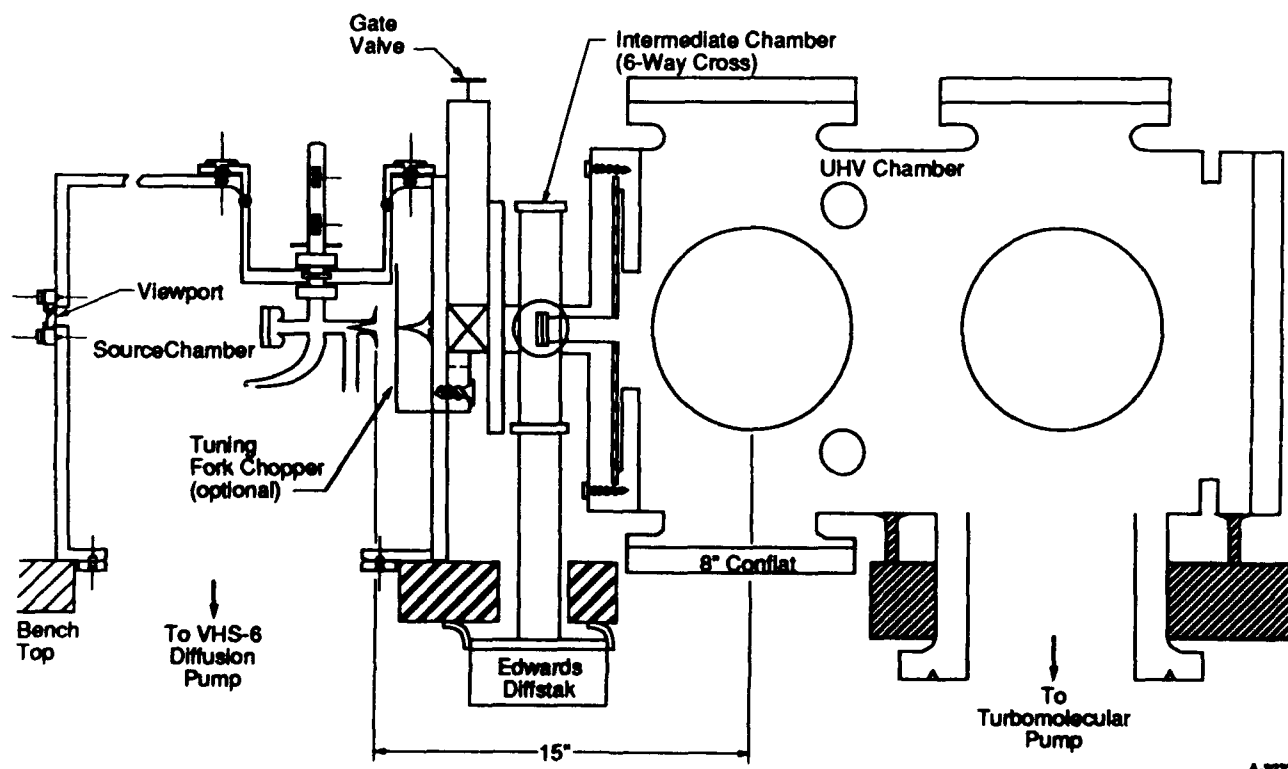 Gate
Valve
Intermediate Chamber
(6-Way Cross)
UHV Chamber
Viewport
SourceChamber
Tuning
Fork Chopper
(optional)
8" Conflat
Bench
Top
To VHS-6
Diffusion
Pump
Edwards
Diffstak
To
Turbomolecular
Pump
15"